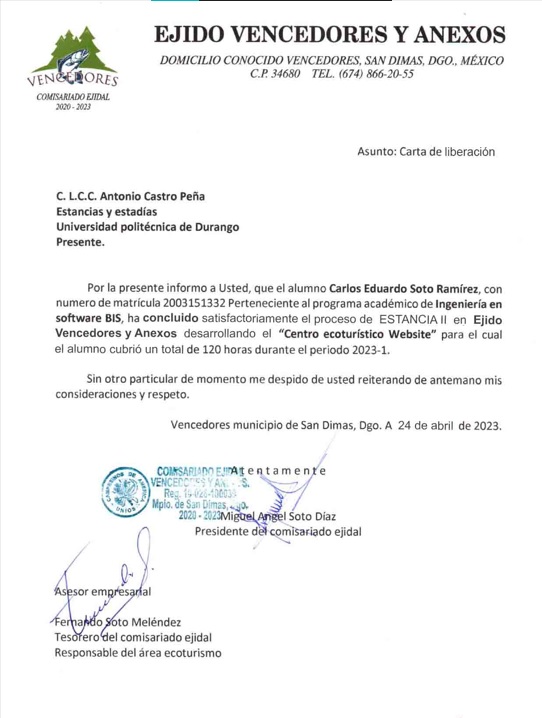 EJIDO VENCEDORES Y ANEXOS
DOMICILIO CONOCIDO VENCEDORES, SAN DIMAS, DGO., MÉXICO
C.P. 34680 TEL. (674) 866-20-55
VENCEDORES
COMISARIADO EJIDAL
2020 - 2023
Asunto: Carta de liberación
C. L.C.C. Antonio Castro Peña
Estancias y estadías
Universidad politécnica de Durango
Presente.
Por la presente informo a Usted, que el alumno Carlos Eduardo Soto Ramírez, con
numero de matrícula 2003151332 Perteneciente al programa académico de Ingeniería en
software BIS, ha concluido satisfactoriamente el proceso de ESTANCIA II en Ejido
Vencedores y Anexos desarrollando el “Centro ecoturístico Website” para el cual
el alumno cubrió un total de 120 horas durante el periodo 2023-1.
Sin otro particular de momento me despido de usted reiterando de antemano mis
consideraciones y respeto.
Vencedores municipio de San Dimas, Dgo. A 24 de abril de 2023.
Atentamente
COMISARIADO EJI
VENCEDORES Y AN
Mpio. de San Dimas,
2020 - 2023
Miguel Angel Soto Díaz
Presidente del comisariado ejidal
Asesor empresarial
Fernando Soto Meléndez
Tesorero del comisariado ejidal
Responsable del área ecoturismo